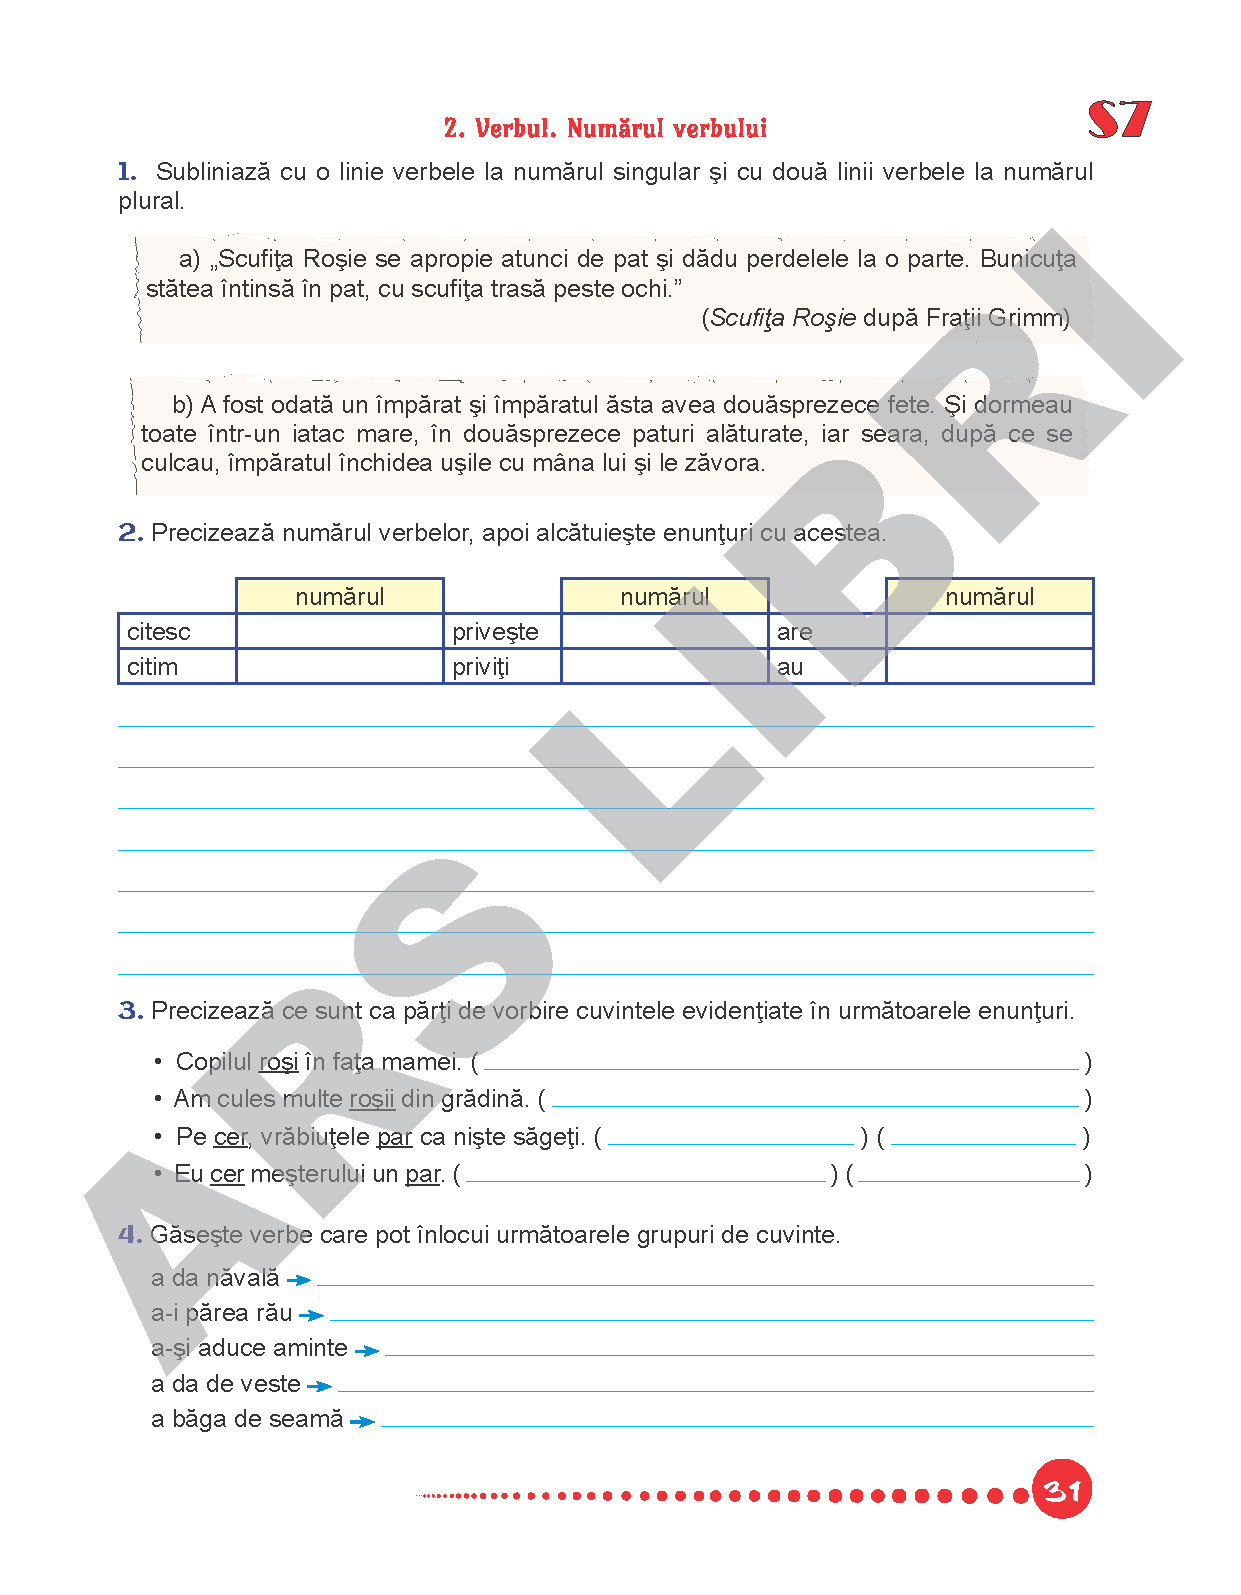 S7
2. Verbul. Numărul verbului
1. Subliniază cu o linie verbele la numărul singular şi cu două linii verbele la numărul
plural.
a) „Scufiţa Roşie se apropie atunci de pat şi dădu perdelele la o parte. Bunicuţa
stătea întinsă în pat, cu scufiţa trasă peste ochi.”
(Scufiţa Roşie după Fraţii Grimm)
b) A fost odată un împărat şi împăratul ăsta avea douăsprezece fete. Şi dormeau
toate într-un iatac mare, în douăsprezece paturi alăturate, iar seara, după ce se
culcau, împăratul închidea uşile cu mâna lui şi le zăvora.
2. Precizează numărul verbelor, apoi alcătuieşte enunţuri cu acestea.
numărul numărul numărul
citesc priveşte are
citim priviţi au
3. Precizează ce sunt ca părţi de vorbire cuvintele evidenţiate în următoarele enunţuri.
• Copilul roşi în faţa mamei. ( )
• Am cules multe roşii din grădină. ( )
• Pe cer, vrăbiuţele par ca nişte săgeţi. ( ) ( )
• Eu cer meşterului un par. ( ) ( )
4. Găseşte verbe care pot înlocui următoarele grupuri de cuvinte.
a da năvală
a-i părea rău
a-şi aduce aminte
a da de veste
a băga de seamă
31
ARS LIBRI